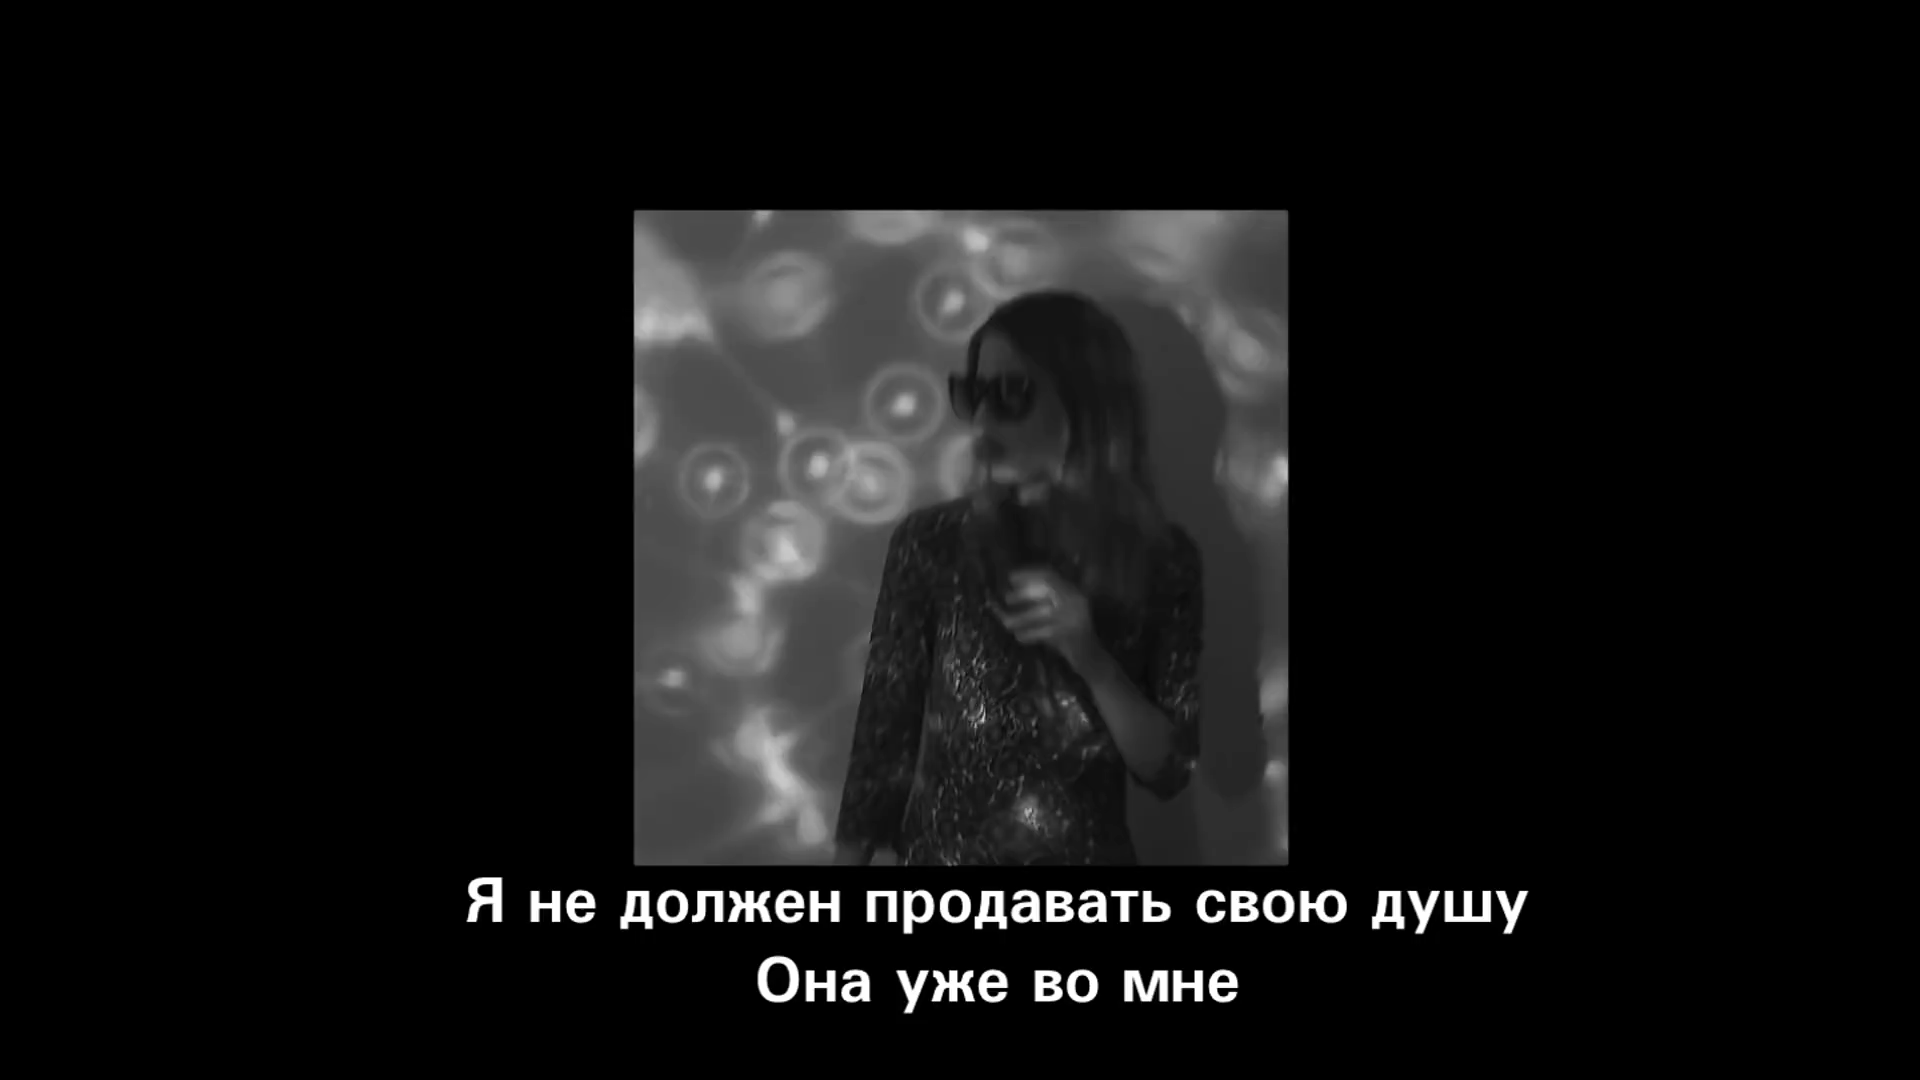 Я не должен продавать свою душу
Она уже во мне